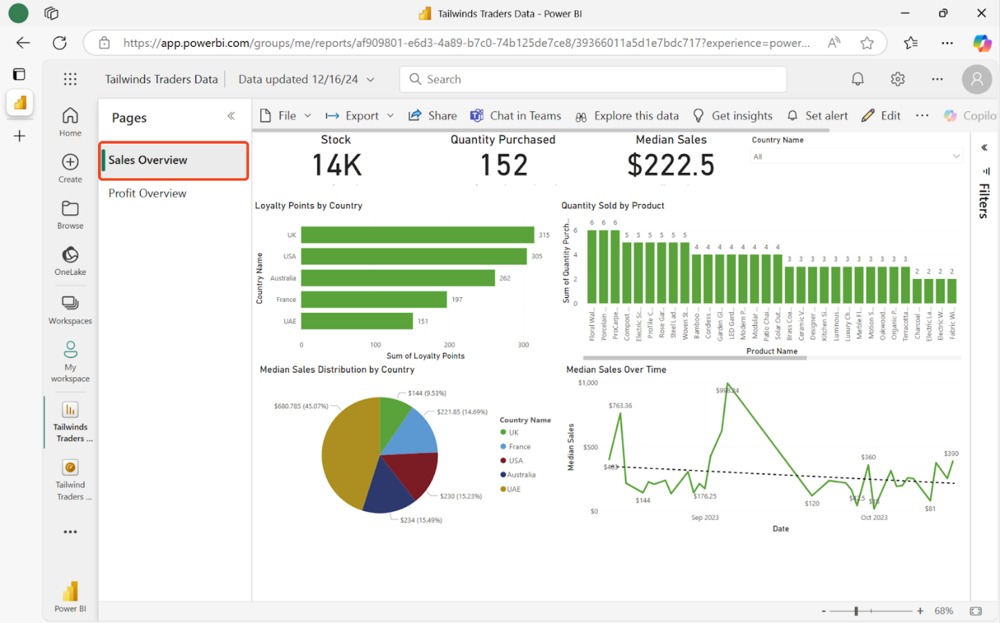 Tailwinds Traders Data - Power BI
https://app.powerbi.com/groups/me/reports/af909801-e6d3-4a89-b7c0-74b125de7ce8/39366011a5d1e7bdc717?experience=power...
Tailwinds Traders Data
Data updated 12/16/24
Search
Home
Create
Browse
OneLake
Workspaces
My
workspace
Tailwinds
Traders ...
Tailwind
Traders ...
Power BI
Pages
Sales Overview
Profit Overview
File
Export
Share
Chat in Teams
Explore this data
Get insights
Set alert
Edit
Copilo
Stock
14K
Quantity Purchased
152
Median Sales
$222.5
Country Name
All
Filters
Loyalty Points by Country
Country Name
UK 315
USA 305
Australia 262
France 197
UAE 151
0 100 200 300
Sum of Loyalty Points
Quantity Sold by Product
Sum of Quantity Purch...
6
4
2
0
6 6 6 5 5 5 5 5 5 4 4 4 4 4 4 4 4 3 3 3 3 3 3 3 3 3 3 3 2 2 2 2
Floral Wal...
Porcelain ...
ProCarpe...
Compost ...
Electric Sc...
ProTile C...
Rose Gar...
Steel Lad...
Woven St...
Bamboo ...
Cordless ...
Garden Gl...
LED Gard...
Modern P...
Modular ...
Patio Chai...
Solar Out...
Brass Coa...
Ceramic V...
Designer ...
Kitchen Si...
Luminous...
Luxury Ch...
Marble Fl...
Motion S...
Oakwood...
Organic P...
Terracotta...
Charcoal ...
Electric La...
Electric W...
Fabric Wi...
Product Name
Median Sales Distribution by Country
$144 (9.53%)
$221.85 (14.69%)
$230 (15.23%)
$234 (15.49%)
$680.785 (45.07%)
Country Name
UK
France
USA
Australia
UAE
Median Sales Over Time
Median Sales
$1,000
$500
$0
$763.36
$403
$144
$176.25
$998.24
$120
$42.5
$360
$18
$81
$390
Sep 2023
Oct 2023
Date
68%